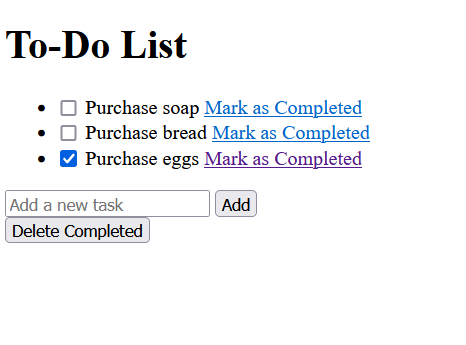 To-Do List
Purchase soap Mark as Completed
Purchase bread Mark as Completed
Purchase eggs Mark as Completed
Add a new task Add
Delete Completed